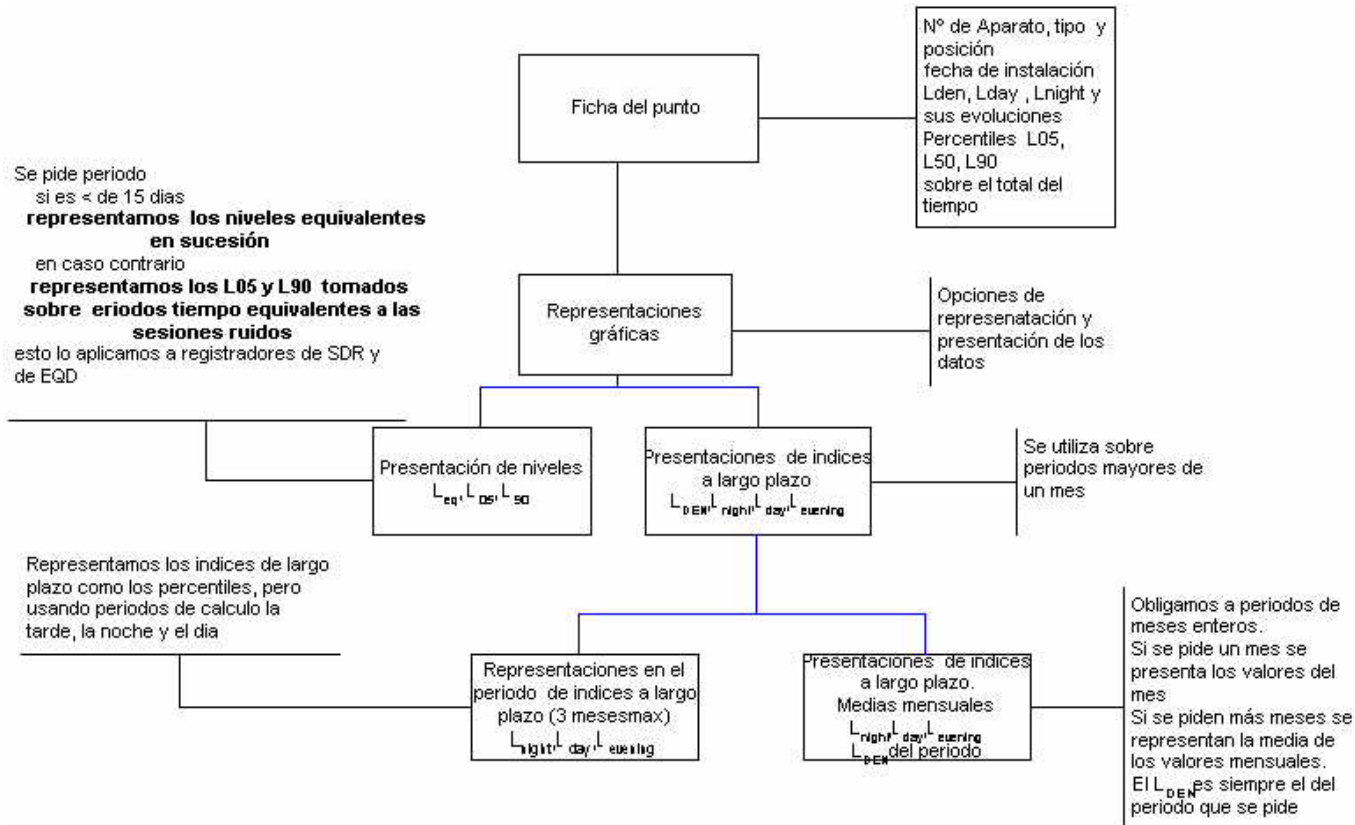 Nº de Aparato, tipo y
posición
fecha de instalación
Lden, Lday , Lnight y
sus evoluciones
Percentiles L05,
L50, L90
sobre el total del
tiempo
Ficha del punto
Se pide periodo
si es < de 15 dias
representamos los niveles equivalentes
en sucesión
en caso contrario
representamos los L05 y L90 tomados
sobre eriodos tiempo equivalentes a las
sesiones ruidos
esto lo aplicamos a registradores de SDR y
de EQD
Representaciones
gráficas
Opciones de
represenatación y
presentación de los
datos
Presentación de niveles
Leq, L05, L90
Presentaciones de indices
a largo plazo
LDEN, Lnight, Lday, Levening
Se utiliza sobre
periodos mayores de
un mes
Representamos los indices de largo
plazo como los percentiles, pero
usando periodos de calculo la
tarde, la noche y el dia
Representaciones en el
periodo de indices a largo
plazo (3 mesesmax)
Lnight, Lday, Levening
Presentaciones de indices
a largo plazo.
Medias mensuales
Lnight, Lday, Levening
LDEN del periodo
Obligamos a periodos de
meses enteros.
Si se pide un mes se
presenta los valores del
mes
Si se piden más meses se
representan la media de
los valores mensuales.
El LDEN es siempre el del
periodo que se pide